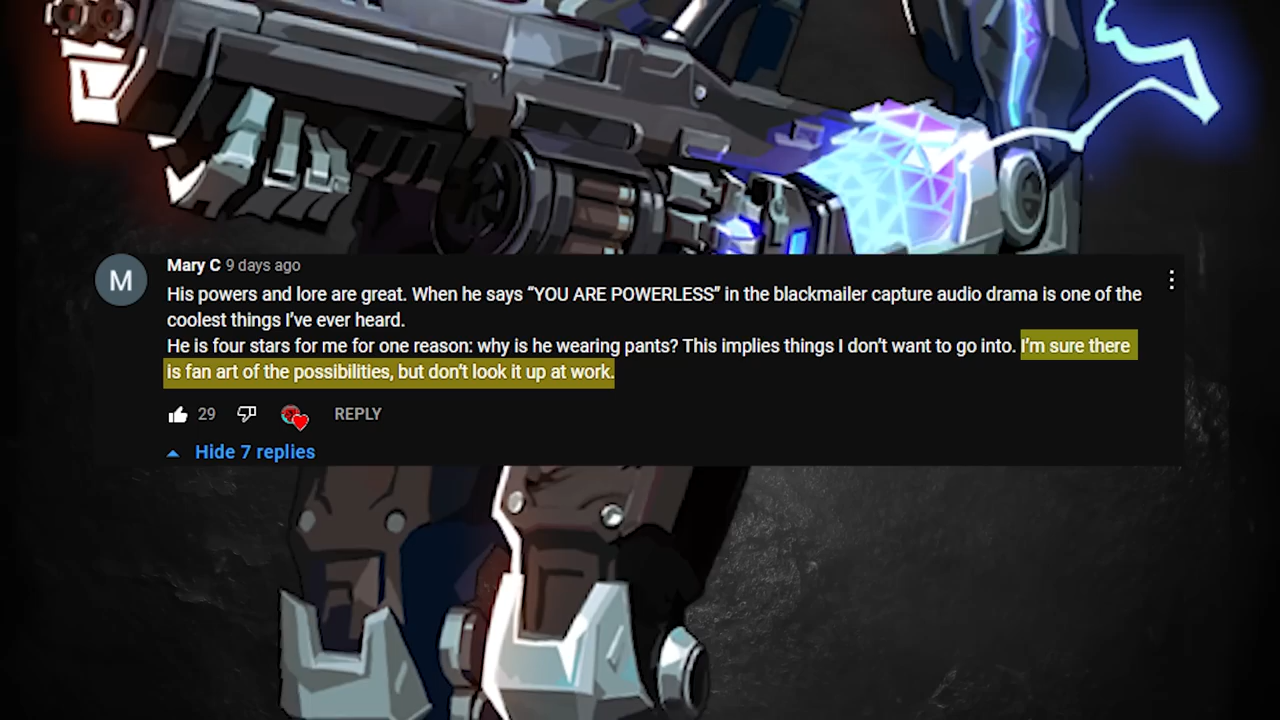 M
Mary C 9 days ago
His powers and lore are great. When he says “YOU ARE POWERLESS” in the blackmailer capture audio drama is one of the
coolest things I’ve ever heard.
He is four stars for me for one reason: why is he wearing pants? This implies things I don’t want to go into. I’m sure there
is fan art of the possibilities, but don’t look it up at work.
29 REPLY
Hide 7 replies